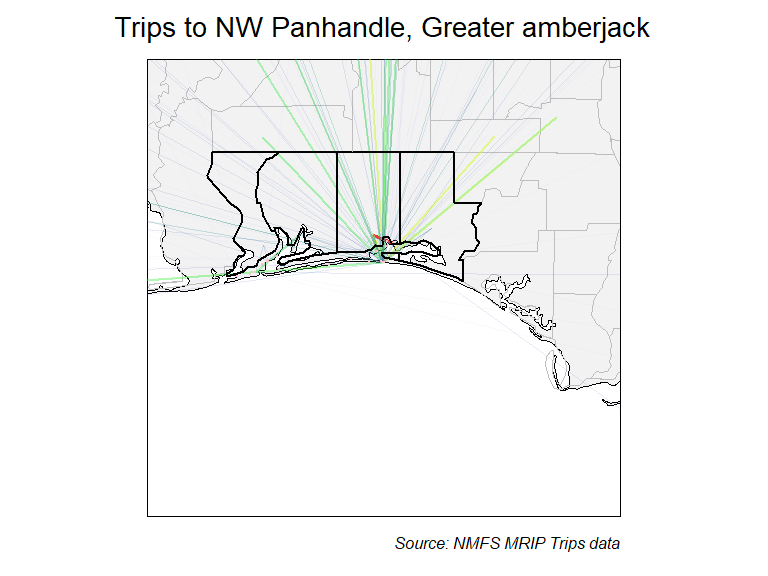 Trips to NW Panhandle, Greater amberjack
Source: NMFS MRIP Trips data